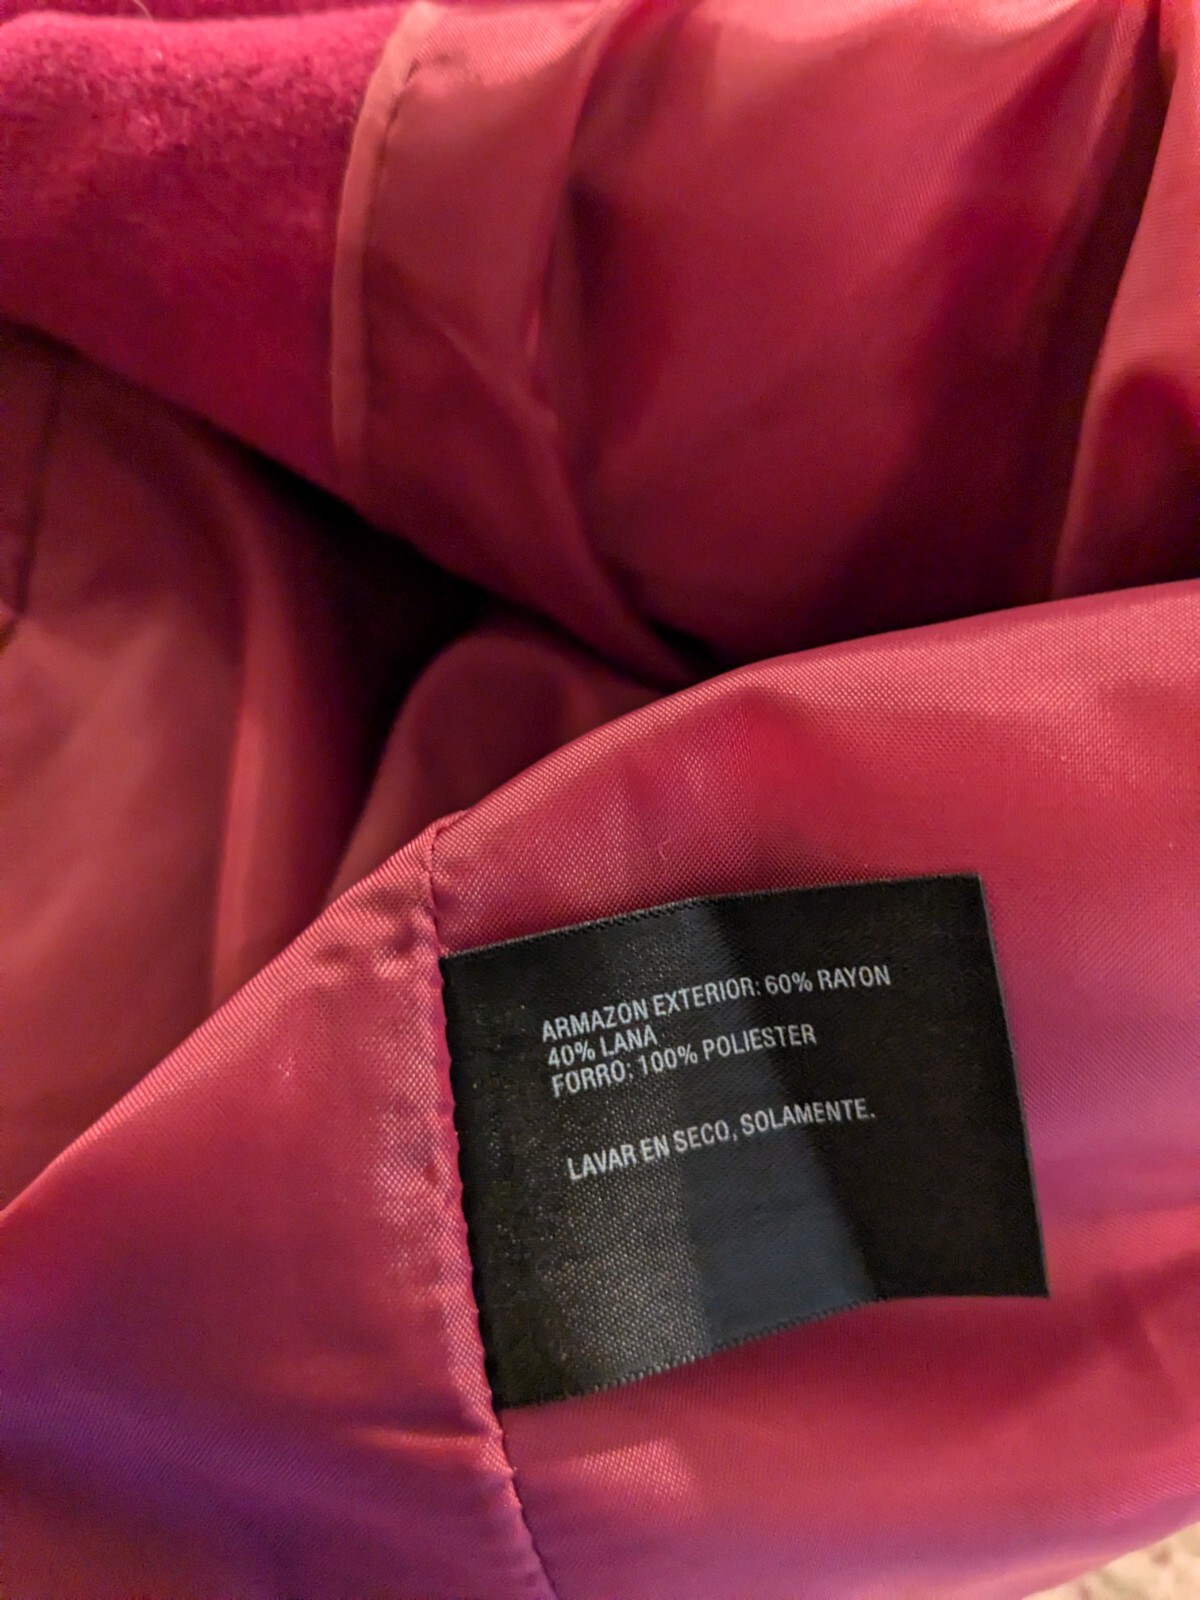 ARMAZON EXTERIOR: 60% RAYON
40% LANA
FORRO: 100% POLIESTER
LAVAR EN SECO, SOLAMENTE.